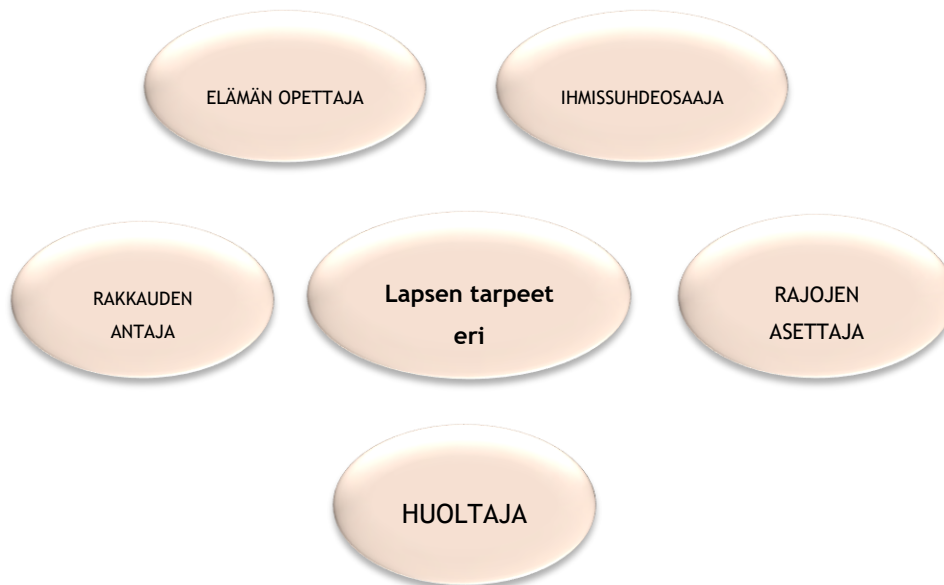 ELÄMÄN OPETTAJA
IHMISSUHDEOSAAJA
RAKKAUDEN
ANTAJA
Lapsen tarpeet
eri
RAJOJEN
ASETTAJA
HUOLTAJA